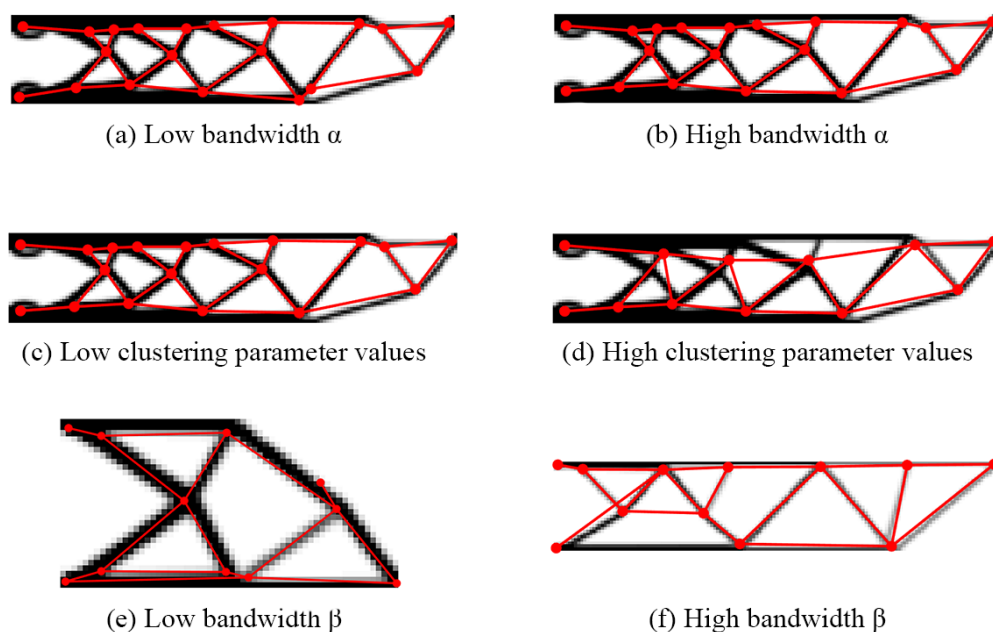 (a) Low bandwidth α
(b) High bandwidth α
(c) Low clustering parameter values
(d) High clustering parameter values
(e) Low bandwidth β
(f) High bandwidth β